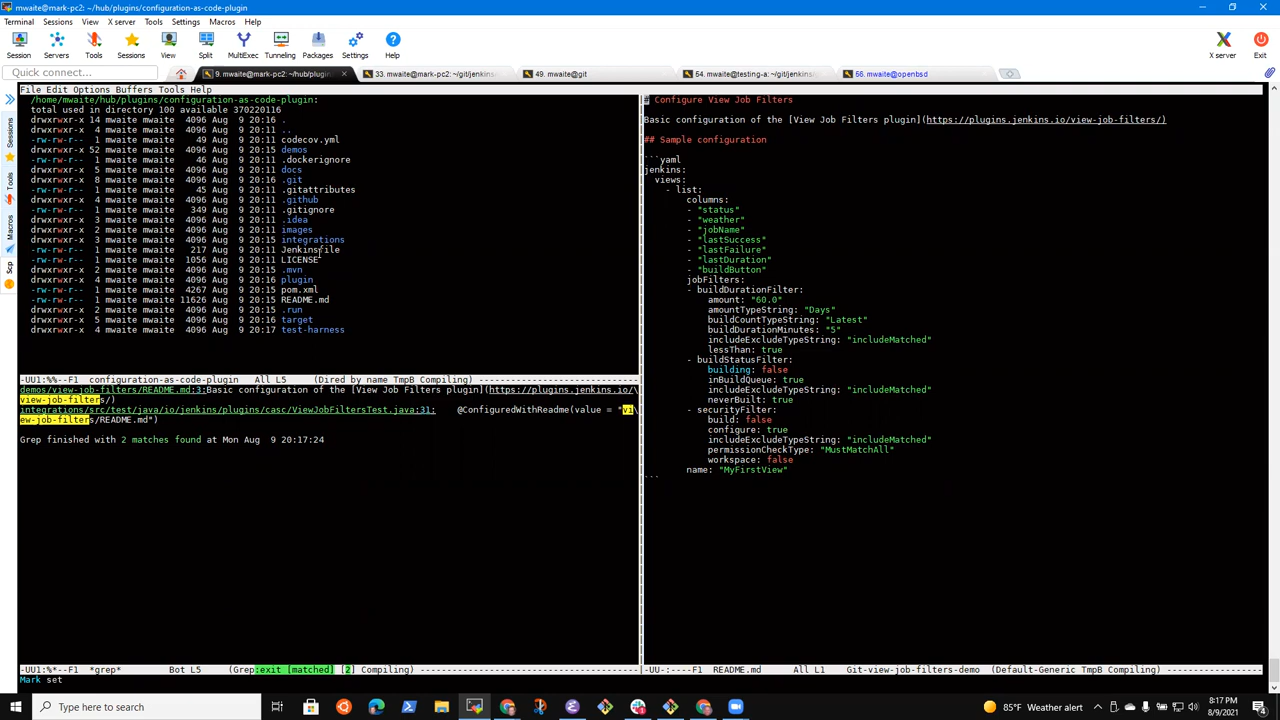 mwaite@mark-pc2: ~/hub/plugins/configuration-as-code-plugin
Terminal Sessions View X server Tools Settings Macros Help
Session Servers Tools Sessions View Split MultiExec Tunneling Packages Settings Help X server Exit
Quick connect...
9. mwaite@mark-pc2: ~/hub/plugin
33. mwaite@mark-pc2: ~/git/jenkins
49. mwaite@git
54. mwaite@testing-a: ~/git/jenkins
56. mwaite@openbsd
Sessions
Tools
Macros
Scp
File Edit Options Buffers Tools Help
/home/mwaite/hub/plugins/configuration-as-code-plugin:
total used in directory 100 available 370220116
drwxrwxr-x 14 mwaite mwaite 4096 Aug 9 20:16 .
drwxrwxr-x 4 mwaite mwaite 4096 Aug 9 20:11 ..
-rw-rw-r-- 1 mwaite mwaite 49 Aug 9 20:11 codecov.yml
drwxrwxr-x 52 mwaite mwaite 4096 Aug 9 20:15 demos
-rw-rw-r-- 1 mwaite mwaite 46 Aug 9 20:11 .dockerignore
drwxrwxr-x 5 mwaite mwaite 4096 Aug 9 20:11 docs
drwxrwxr-x 8 mwaite mwaite 4096 Aug 9 20:16 .git
-rw-rw-r-- 1 mwaite mwaite 45 Aug 9 20:11 .gitattributes
drwxrwxr-x 4 mwaite mwaite 4096 Aug 9 20:11 .github
-rw-rw-r-- 1 mwaite mwaite 349 Aug 9 20:11 .gitignore
drwxrwxr-x 3 mwaite mwaite 4096 Aug 9 20:11 .idea
drwxrwxr-x 2 mwaite mwaite 4096 Aug 9 20:11 images
drwxrwxr-x 3 mwaite mwaite 4096 Aug 9 20:15 integrations
-rw-rw-r-- 1 mwaite mwaite 217 Aug 9 20:11 Jenkinsfile
-rw-rw-r-- 1 mwaite mwaite 1056 Aug 9 20:11 LICENSE
drwxrwxr-x 2 mwaite mwaite 4096 Aug 9 20:15 .mvn
drwxrwxr-x 4 mwaite mwaite 4096 Aug 9 20:16 plugin
-rw-rw-r-- 1 mwaite mwaite 4267 Aug 9 20:15 pom.xml
-rw-rw-r-- 1 mwaite mwaite 11626 Aug 9 20:15 README.md
drwxrwxr-x 2 mwaite mwaite 4096 Aug 9 20:15 .run
drwxrwxr-x 5 mwaite mwaite 4096 Aug 9 20:16 target
drwxrwxr-x 4 mwaite mwaite 4096 Aug 9 20:17 test-harness
-UU1:%%--F1 configuration-as-code-plugin All L5 (Dired by name TmpB Compiling) ----------
demos/view-job-filters/README.md:3:Basic configuration of the [View Job Filters plugin](https://plugins.jenkins.io/\
view-job-filters/)
integrations/src/test/java/io/jenkins/plugins/casc/ViewJobFiltersTest.java:31: @ConfiguredWithReadme(value = "vi\
ew-job-filters/README.md")
Grep finished with 2 matches found at Mon Aug 9 20:17:24
-UU1:%*--F1 *grep* Bot L5 (Grep:exit [matched] [2] Compiling) ----------
Mark set
# Configure View Job Filters
Basic configuration of the [View Job Filters plugin](https://plugins.jenkins.io/view-job-filters/)
## Sample configuration
```yaml
jenkins:
views:
- list:
columns:
- "status"
- "weather"
- "jobName"
- "lastSuccess"
- "lastFailure"
- "lastDuration"
- "buildButton"
jobFilters:
- buildDurationFilter:
amount: "60.0"
amountTypeString: "Days"
buildCountTypeString: "Latest"
buildDurationMinutes: "5"
includeExcludeTypeString: "includeMatched"
lessThan: true
- buildStatusFilter:
building: false
inBuildQueue: true
includeExcludeTypeString: "includeMatched"
neverBuilt: true
- securityFilter:
build: false
configure: true
includeExcludeTypeString: "includeMatched"
permissionCheckType: "MustMatchAll"
workspace: false
name: "MyFirstView"
```
-UU-:----F1 README.md All L1 Git-view-job-filters-demo (Default-Generic TmpB Compiling) ----------
Type here to search
85°F Weather alert
8:17 PM
8/9/2021
4